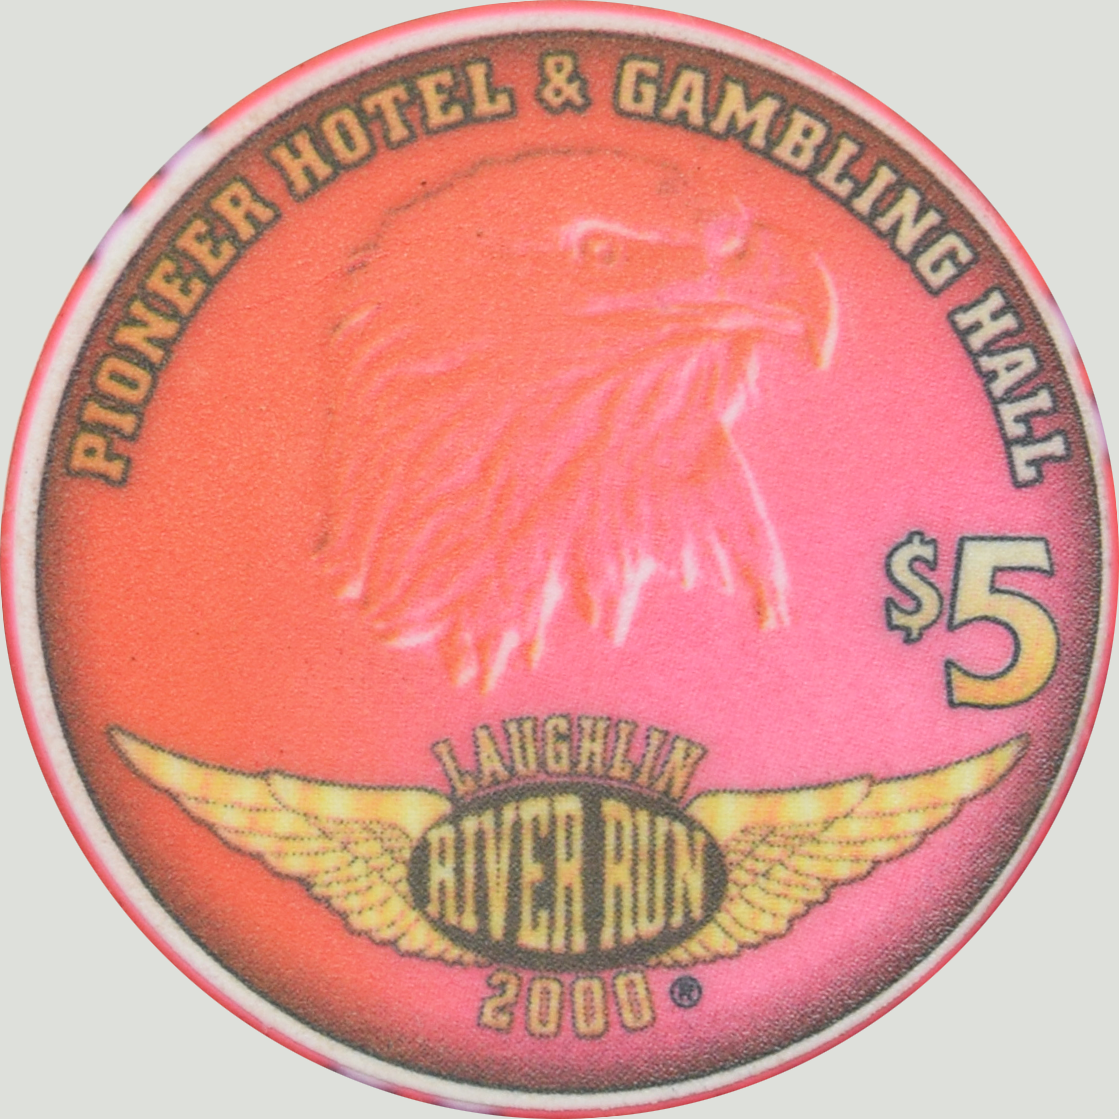 PIONEER HOTEL & GAMBLING HALL
$5
LAUGHLIN
RIVER RUN
2000 ®